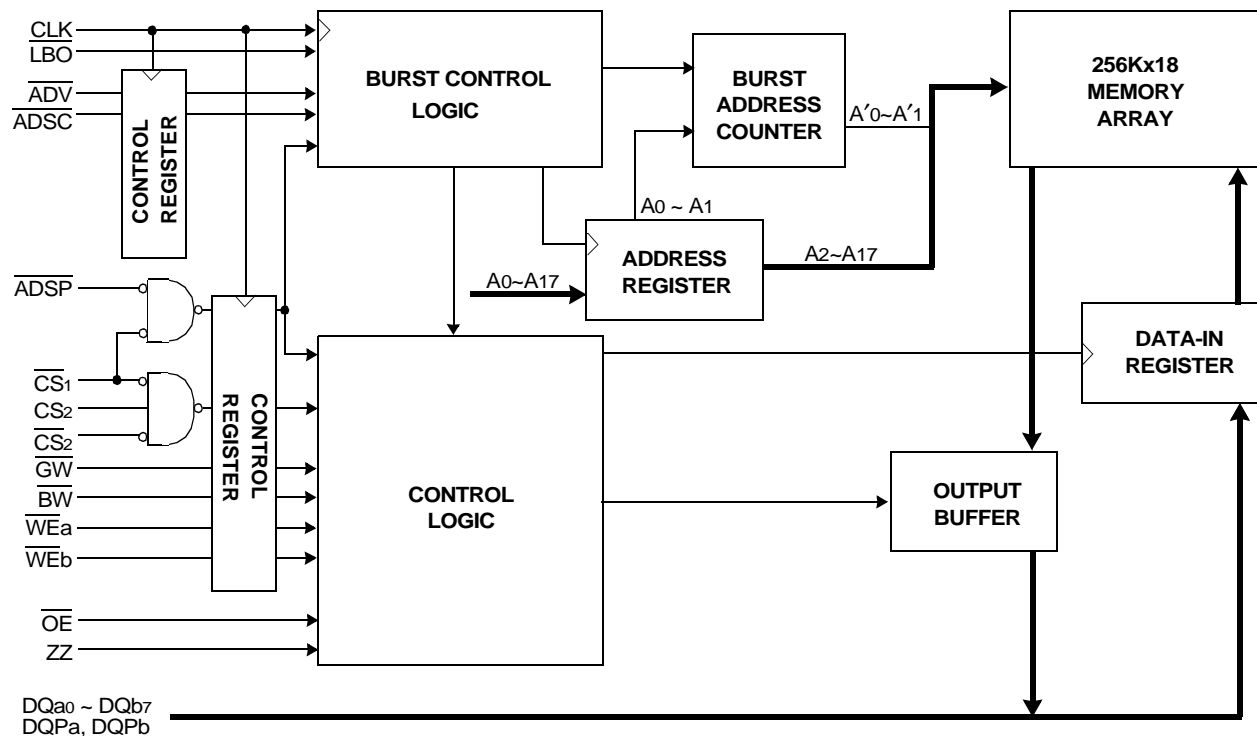 CLK
LBO
ADV
ADSC
CONTROL
REGISTER
BURST CONTROL
LOGIC
BURST
ADDRESS
COUNTER
A′0~A′1
256Kx18
MEMORY
ARRAY
A0 ~ A1
A0~A17
ADDRESS
REGISTER
A2~A17
ADSP
CS1
CS2
CS2
GW
BW
WEa
WEb
OE
ZZ
CONTROL
REGISTER
CONTROL
LOGIC
DATA-IN
REGISTER
OUTPUT
BUFFER
DQa0 ~ DQb7
DQPa, DQPb